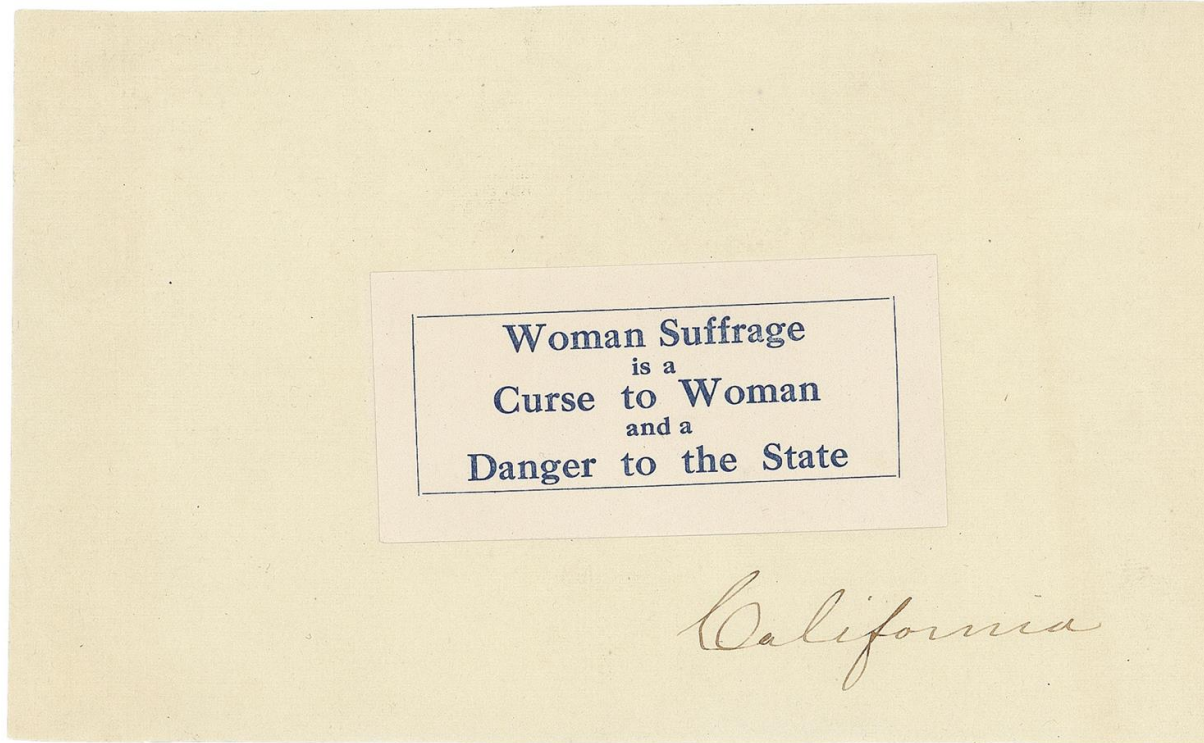 Woman Suffrage
is a
Curse to Woman
and a
Danger to the State
California